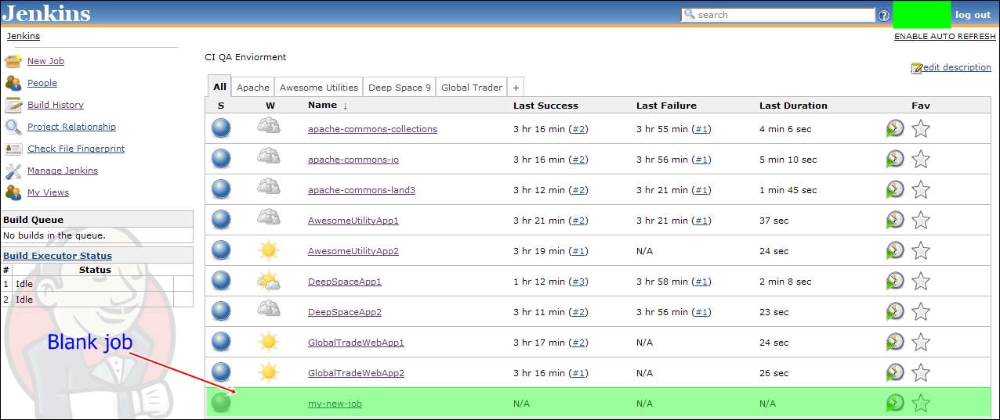 Jenkins
search
? log out
Jenkins
ENABLE AUTO REFRESH
New Job
People
Build History
Project Relationship
Check File Fingerprint
Manage Jenkins
My Views
Build Queue
No builds in the queue.
Build Executor Status
# Status
1 Idle
2 Idle
Blank job
CI QA Enviorment
edit description
All Apache Awesome Utilities Deep Space 9 Global Trader +
S W Name ↓ Last Success Last Failure Last Duration Fav
apache-commons-collections 3 hr 16 min (#2) 3 hr 55 min (#1) 4 min 6 sec
apache-commons-io 3 hr 16 min (#2) 3 hr 56 min (#1) 5 min 10 sec
apache-commons-land3 3 hr 12 min (#2) 3 hr 21 min (#1) 1 min 45 sec
AwesomeUtilityApp1 3 hr 21 min (#2) 3 hr 21 min (#1) 37 sec
AwesomeUtilityApp2 3 hr 19 min (#1) N/A 24 sec
DeepSpaceApp1 1 hr 12 min (#3) 3 hr 58 min (#1) 2 min 8 sec
DeepSpaceApp2 3 hr 11 min (#2) 3 hr 56 min (#1) 23 sec
GlobalTradeWebApp1 3 hr 17 min (#2) N/A 24 sec
GlobalTradeWebApp2 3 hr 16 min (#1) N/A 26 sec
my-new-job N/A N/A N/A